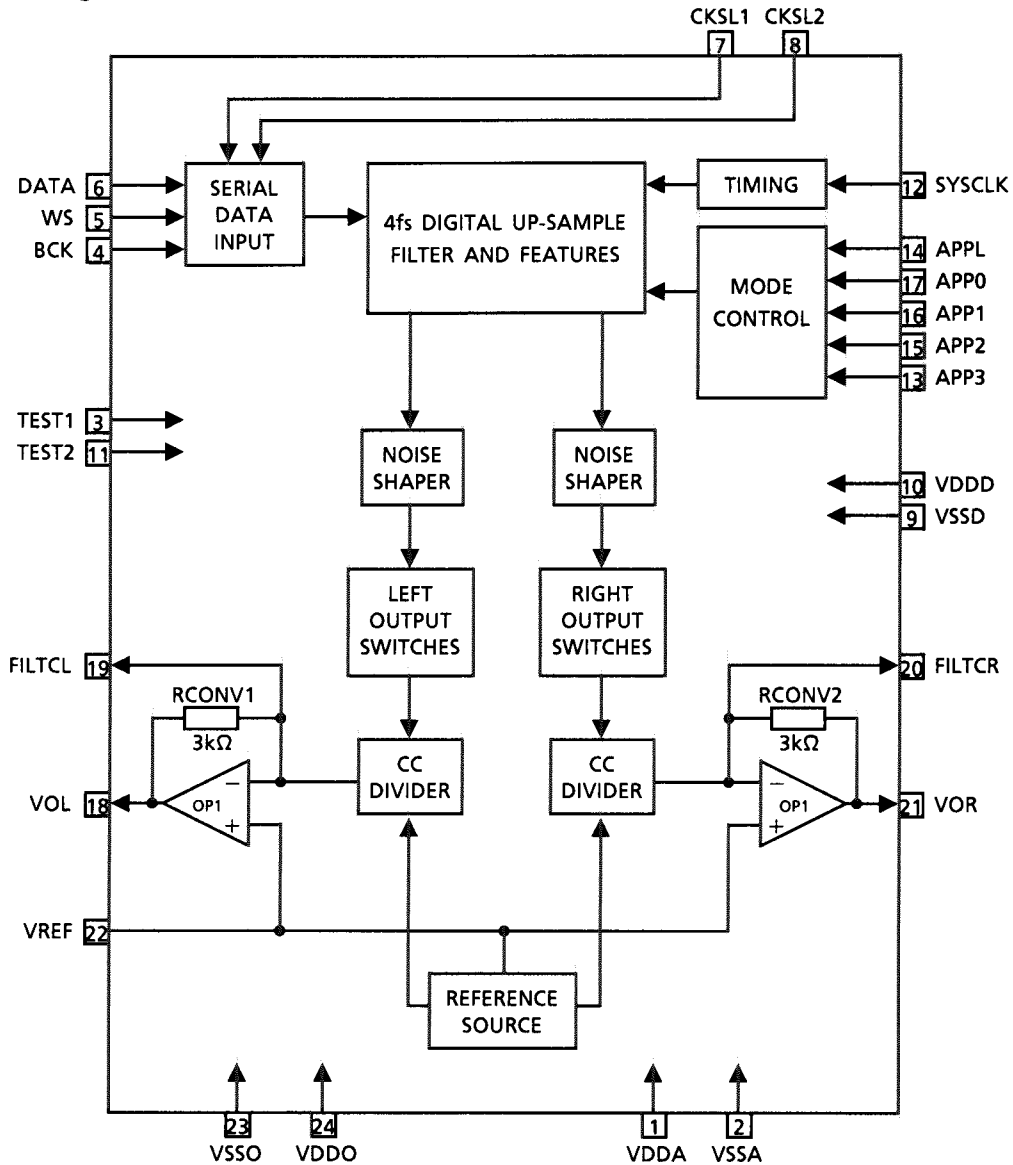 CKSL1 CKSL2
7 8
DATA 6
WS 5
BCK 4
SERIAL
DATA
INPUT
4fs DIGITAL UP-SAMPLE
FILTER AND FEATURES
TIMING
12 SYSCLK
MODE
CONTROL
14 APPL
17 APP0
16 APP1
15 APP2
13 APP3
TEST1 3
TEST2 11
NOISE
SHAPER
NOISE
SHAPER
10 VDDD
9 VSSD
LEFT
OUTPUT
SWITCHES
RIGHT
OUTPUT
SWITCHES
FILTCL 19
20 FILTCR
RCONV1
3kΩ
RCONV2
3kΩ
CC
DIVIDER
CC
DIVIDER
VOL 18
OP1
−
+
−
OP1
+
21 VOR
VREF 22
REFERENCE
SOURCE
23 24 1 2
VSSO VDDO VDDA VSSA